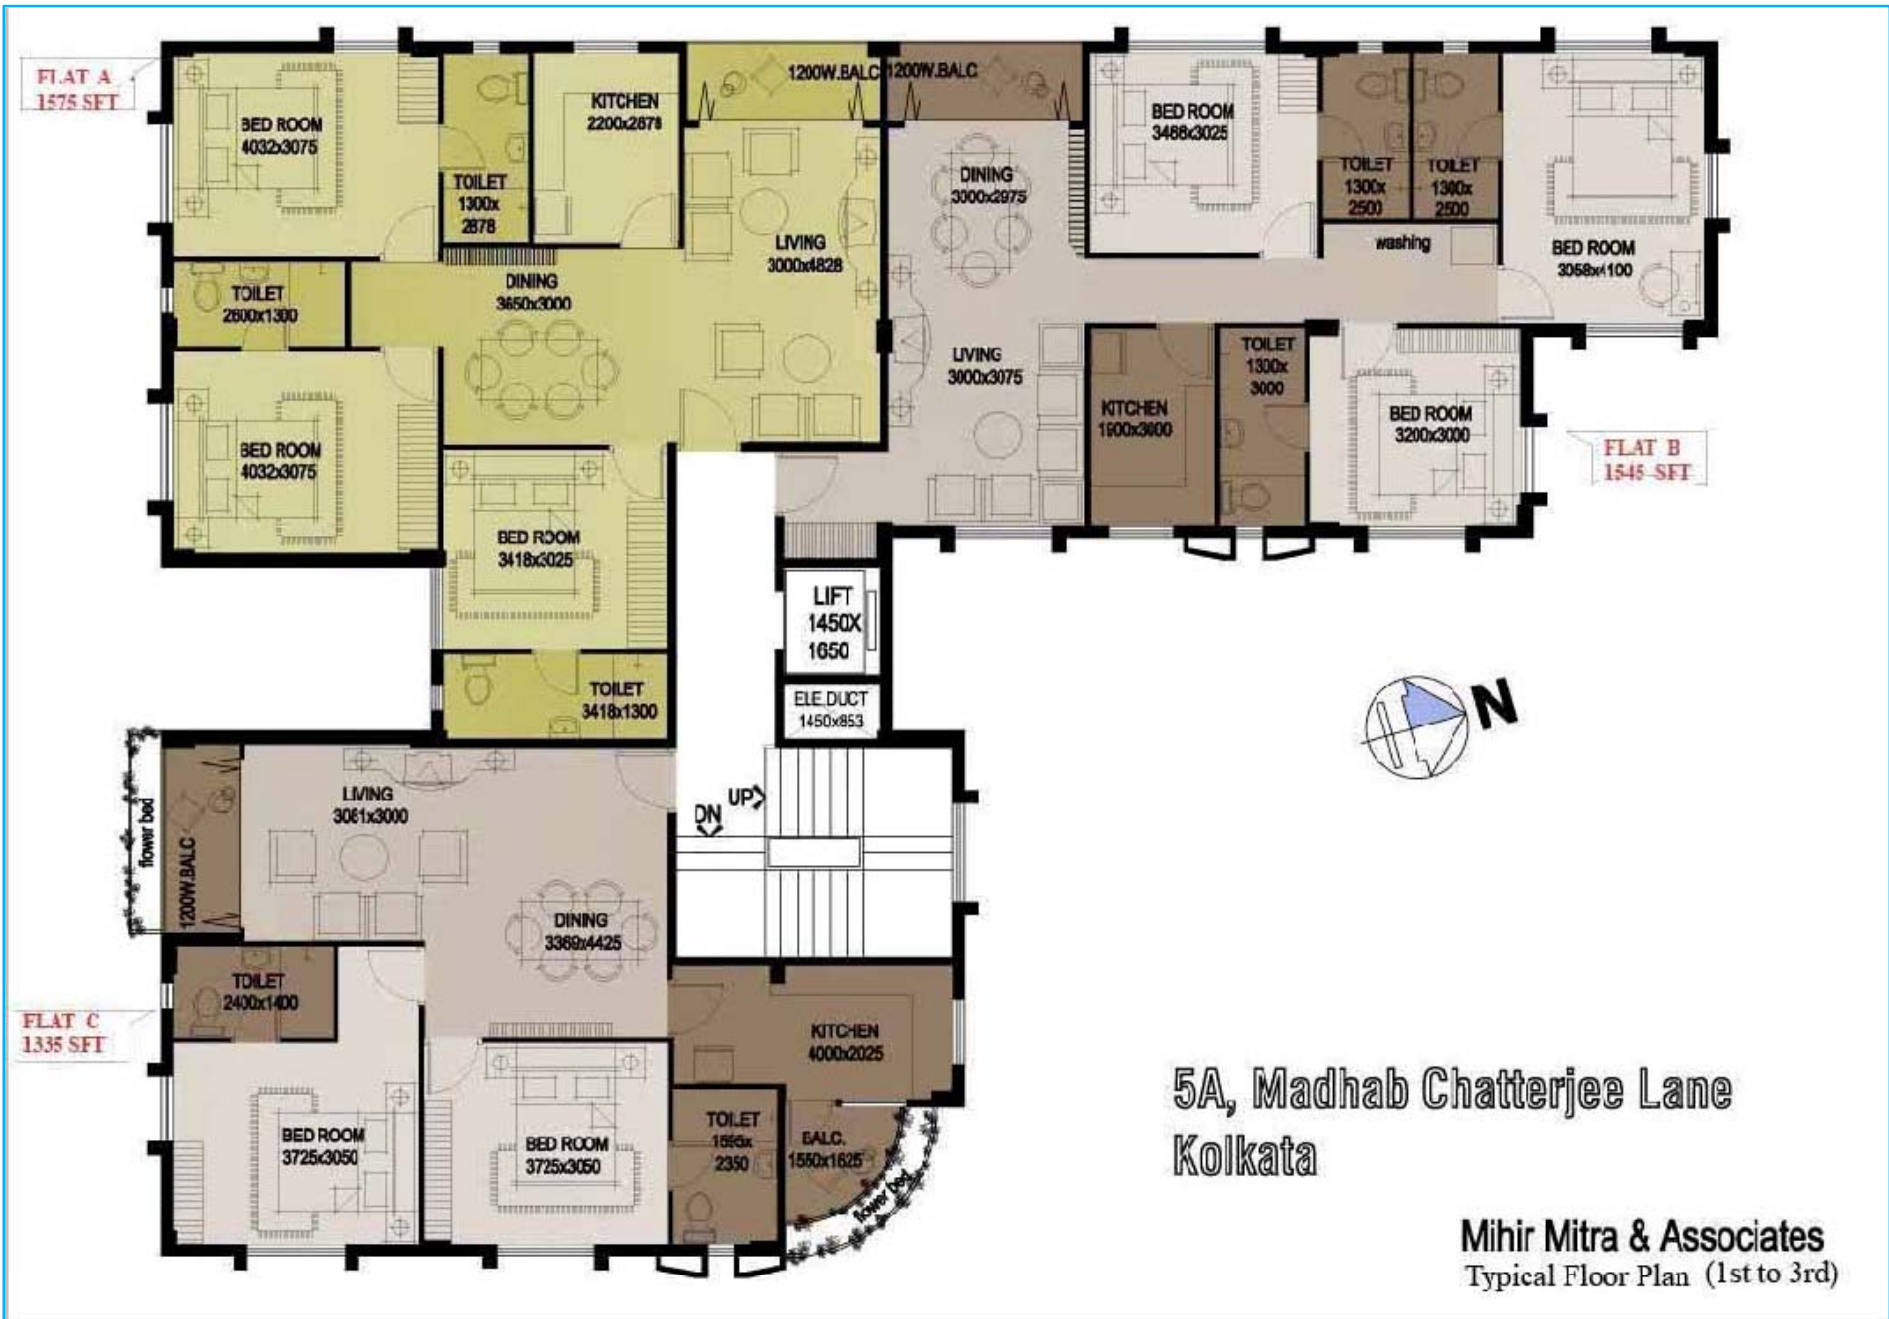 FLAT A
1575 SFT
BED ROOM
4032x3075
TOILET
1300x
2878
KITCHEN
2200x2878
1200W.BALC
1200W.BALC
LIVING
3000x4828
DINING
3650x3000
TOILET
2600x1300
BED ROOM
4032x3075
BED ROOM
3418x3025
TOILET
3418x1300
DINING
3000x2975
LIVING
3000x3075
BED ROOM
3468x3025
TOILET
1300x
2500
TOILET
1300x
2500
washing
BED ROOM
3058x4100
KITCHEN
1900x3000
TOILET
1300x
3000
BED ROOM
3200x3000
FLAT B
1545 SFT
LIFT
1450X
1650
ELE.DUCT
1450x853
N
UP
DN
flower bed
1200W.BALC
LIVING
3081x3000
DINING
3369x4425
TOILET
2400x1400
FLAT C
1335 SFT
BED ROOM
3725x3050
BED ROOM
3725x3050
KITCHEN
4000x2025
TOILET
2350
BALC.
1550x1625
flower bed
5A, Madhab Chatterjee Lane
Kolkata
Mihir Mitra & Associates
Typical Floor Plan (1st to 3rd)